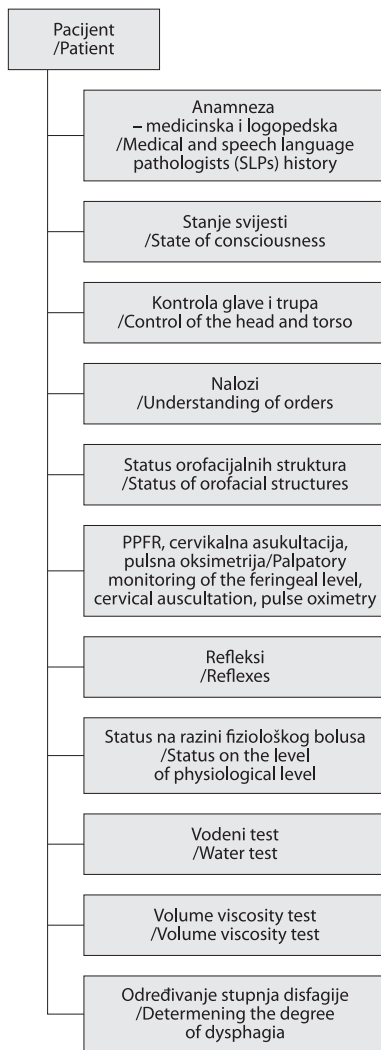 Pacijent
/Patient
Anamneza
– medicinska i logopedska
/Medical and speech language
pathologists (SLPs) history
Stanje svijesti
/State of consciousness
Kontrola glave i trupa
/Control of the head and torso
Nalozi
/Understanding of orders
Status orofacijalnih struktura
/Status of orofacial structures
PPFR, cervikalna asukultacija,
pulsna oksimetrija/Palpatory
monitoring of the feringeal level,
cervical auscultation, pulse oximetry
Refleksi
/Reflexes
Status na razini fiziološkog bolusa
/Status on the level
of physiological level
Vodeni test
/Water test
Volume viscosity test
/Volume viscosity test
Određivanje stupnja disfagije
/Determening the degree
of dysphagia